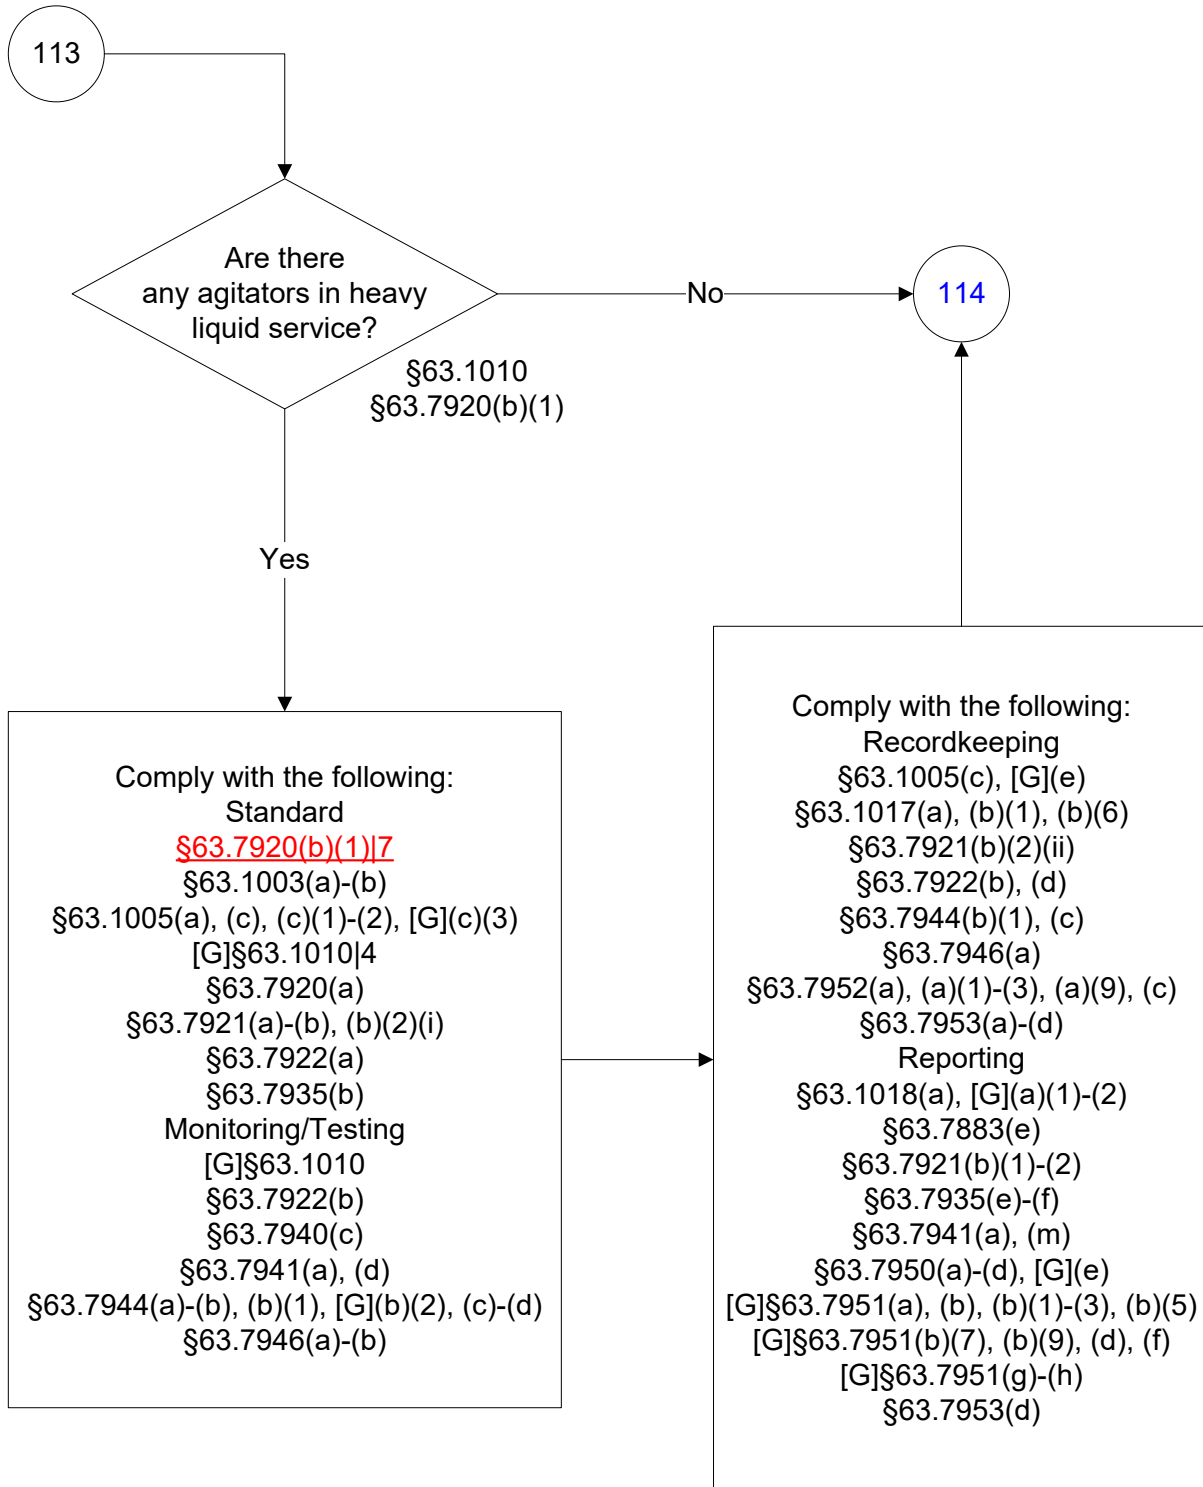 113
Are there
any agitators in heavy
liquid service?
No
114
§63.1010
§63.7920(b)(1)
Yes
Comply with the following:
Standard
§63.7920(b)(1)|7
§63.1003(a)-(b)
§63.1005(a), (c), (c)(1)-(2), [G](c)(3)
[G]§63.1010|4
§63.7920(a)
§63.7921(a)-(b), (b)(2)(i)
§63.7922(a)
§63.7935(b)
Monitoring/Testing
[G]§63.1010
§63.7922(b)
§63.7940(c)
§63.7941(a), (d)
§63.7944(a)-(b), (b)(1), [G](b)(2), (c)-(d)
§63.7946(a)-(b)
Comply with the following:
Recordkeeping
§63.1005(c), [G](e)
§63.1017(a), (b)(1), (b)(6)
§63.7921(b)(2)(ii)
§63.7922(b), (d)
§63.7944(b)(1), (c)
§63.7946(a)
§63.7952(a), (a)(1)-(3), (a)(9), (c)
§63.7953(a)-(d)
Reporting
§63.1018(a), [G](a)(1)-(2)
§63.7883(e)
§63.7921(b)(1)-(2)
§63.7935(e)-(f)
§63.7941(a), (m)
§63.7950(a)-(d), [G](e)
[G]§63.7951(a), (b), (b)(1)-(3), (b)(5)
[G]§63.7951(b)(7), (b)(9), (d), (f)
[G]§63.7951(g)-(h)
§63.7953(d)